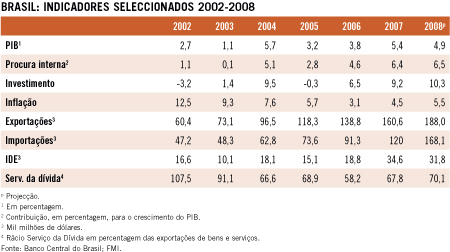 BRASIL: INDICADORES SELECCIONADOS 2002-2008
2002 2003 2004 2005 2006 2007 2008ᵖ
PIB¹ 2,7 1,1 5,7 3,2 3,8 5,4 4,9
Procura interna² 1,1 0,1 5,1 2,8 4,6 6,4 6,5
Investimento -3,2 1,4 9,5 -0,3 6,5 9,2 10,3
Inflação 12,5 9,3 7,6 5,7 3,1 4,5 5,5
Exportações³ 60,4 73,1 96,5 118,3 138,8 160,6 188,0
Importações³ 47,2 48,3 62,8 73,6 91,3 120 168,1
IDE³ 16,6 10,1 18,1 15,1 18,8 34,6 31,8
Serv. da dívida⁴ 107,5 91,1 66,6 68,9 58,2 67,8 70,1
ᵖ Projecção.
¹ Em percentagem.
² Contribuição, em percentagem, para o crescimento do PIB.
³ Mil milhões de dólares.
⁴ Rácio Serviço da Dívida em percentagem das exportações de bens e serviços.
Fonte: Banco Central do Brasil; FMI.